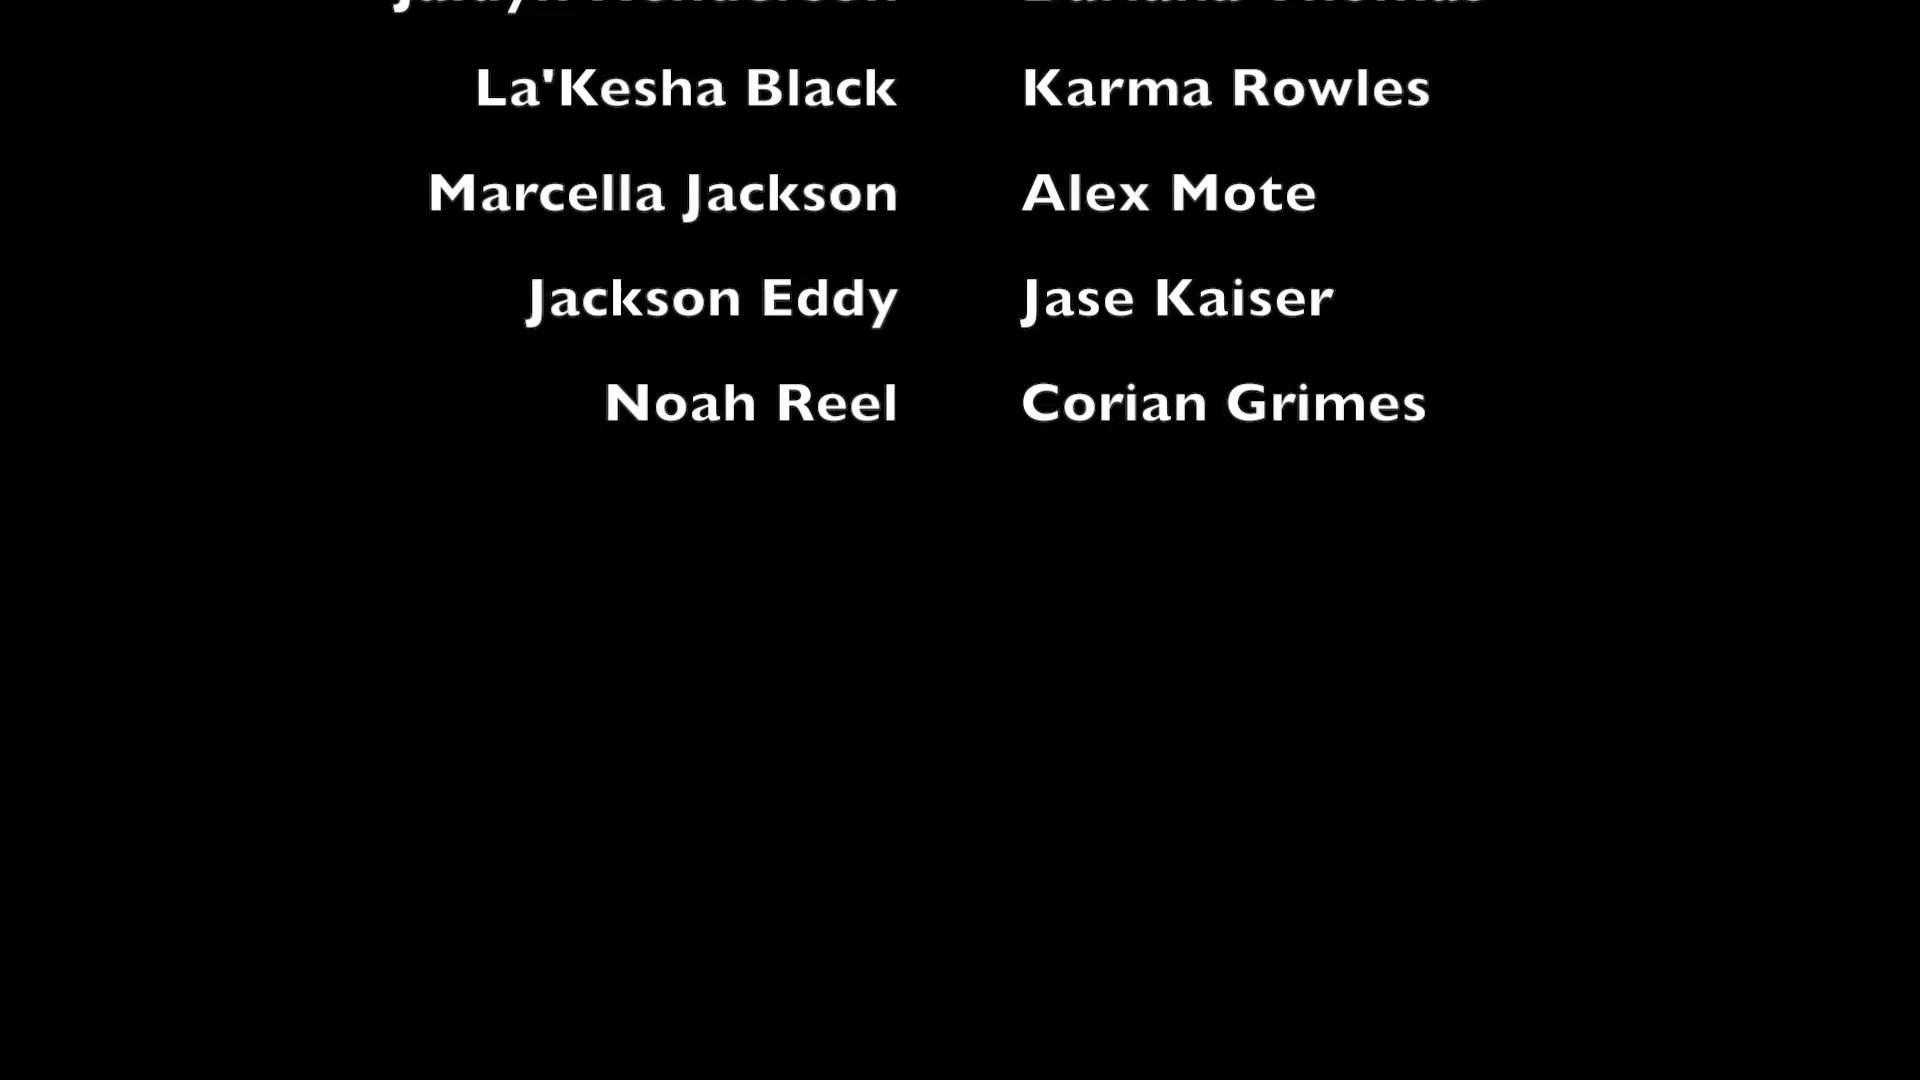 La'Kesha Black Karma Rowles
Marcella Jackson Alex Mote
Jackson Eddy Jase Kaiser
Noah Reel Corian Grimes